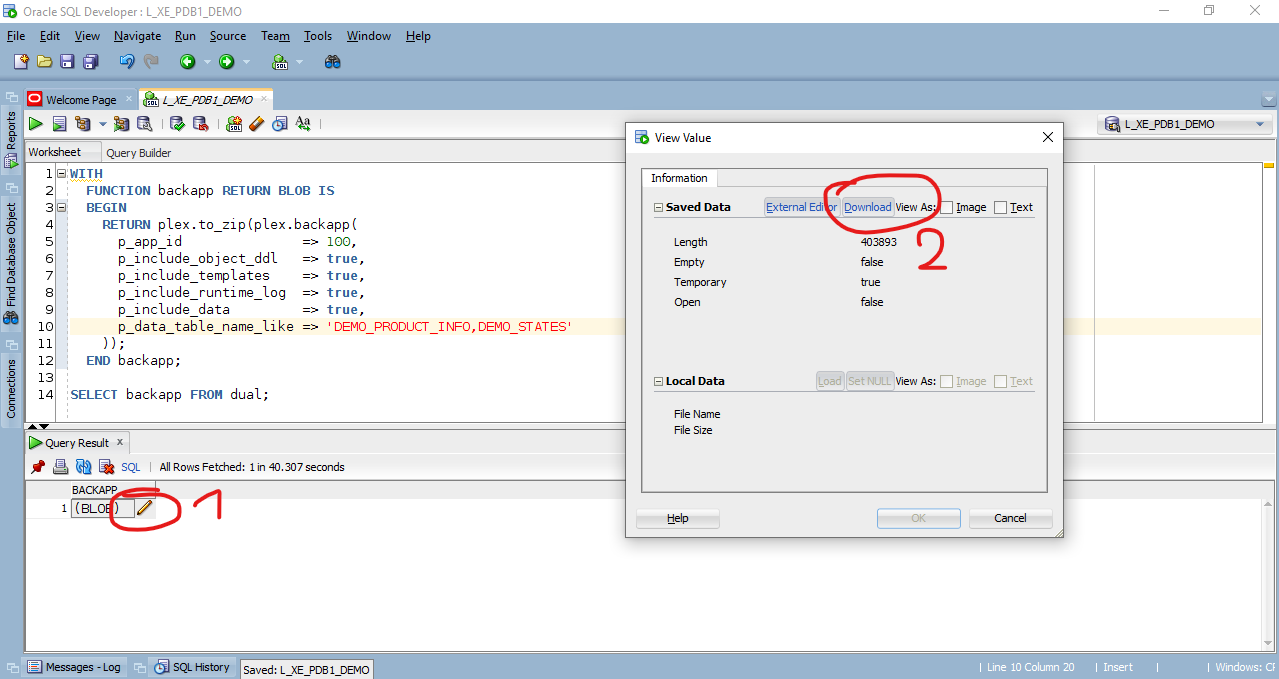 Oracle SQL Developer : L_XE_PDB1_DEMO
File Edit View Navigate Run Source Team Tools Window Help
Welcome Page × L_XE_PDB1_DEMO ×
L_XE_PDB1_DEMO
Reports
Find Database Object
Connections
Worksheet Query Builder
1 WITH
2 FUNCTION backapp RETURN BLOB IS
3 BEGIN
4 RETURN plex.to_zip(plex.backapp(
5 p_app_id => 100,
6 p_include_object_ddl => true,
7 p_include_templates => true,
8 p_include_runtime_log => true,
9 p_include_data => true,
10 p_data_table_name_like => 'DEMO_PRODUCT_INFO,DEMO_STATES'
11 ));
12 END backapp;
13
14 SELECT backapp FROM dual;
Query Result ×
SQL | All Rows Fetched: 1 in 40.307 seconds
BACKAPP
1 (BLOB)
1
View Value
Information
Saved Data External Editor Download View As: Image Text
2
Length 403893
Empty false
Temporary true
Open false
Local Data Load Set NULL View As: Image Text
File Name
File Size
Help OK Cancel
Messages - Log SQL History Saved: L_XE_PDB1_DEMO
Line 10 Column 20 | Insert | | Windows: CF